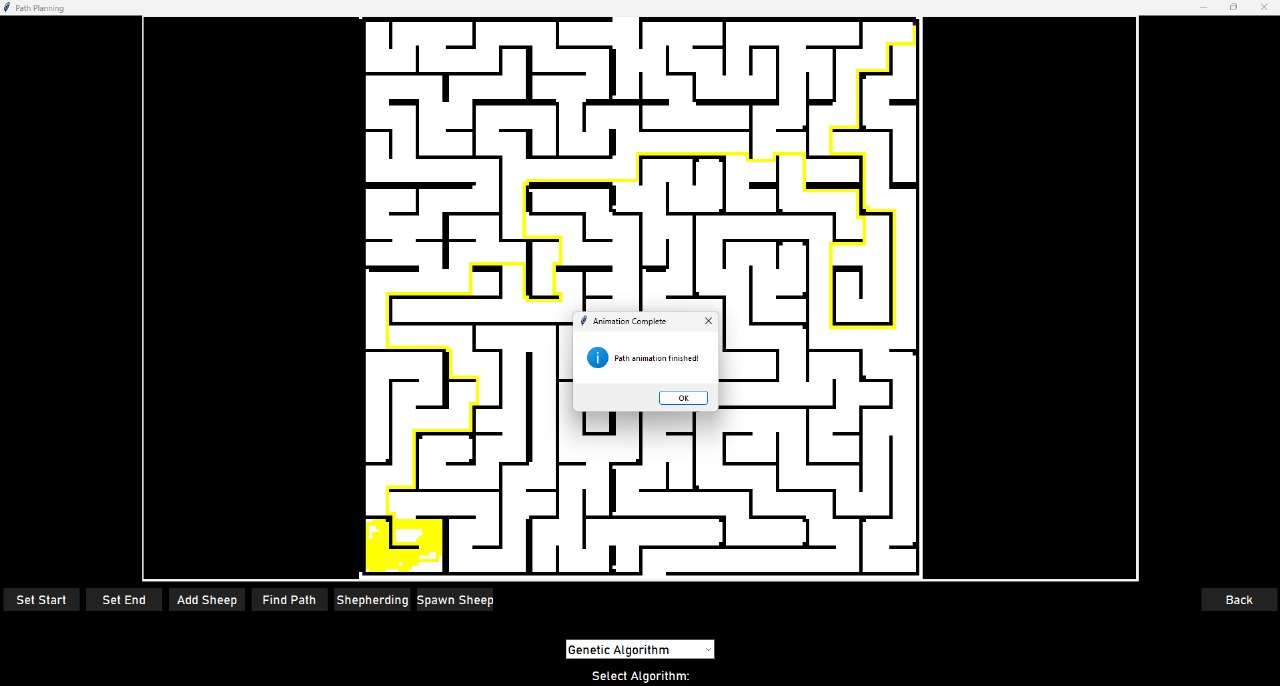 Path Planning
Animation Complete
Path animation finished!
OK
Set Start
Set End
Add Sheep
Find Path
Shepherding
Spawn Sheep
Back
Genetic Algorithm
Select Algorithm: